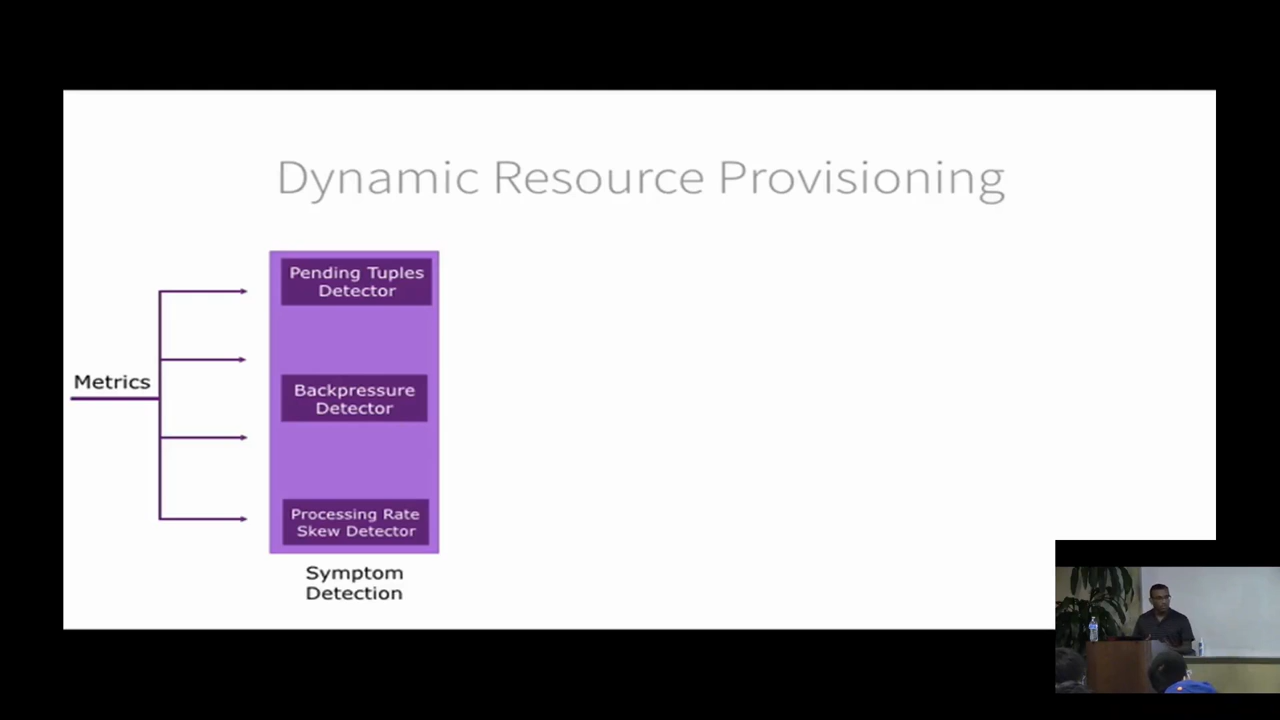 Dynamic Resource Provisioning
Pending Tuples
Detector
Metrics
Backpressure
Detector
Processing Rate
Skew Detector
Symptom
Detection